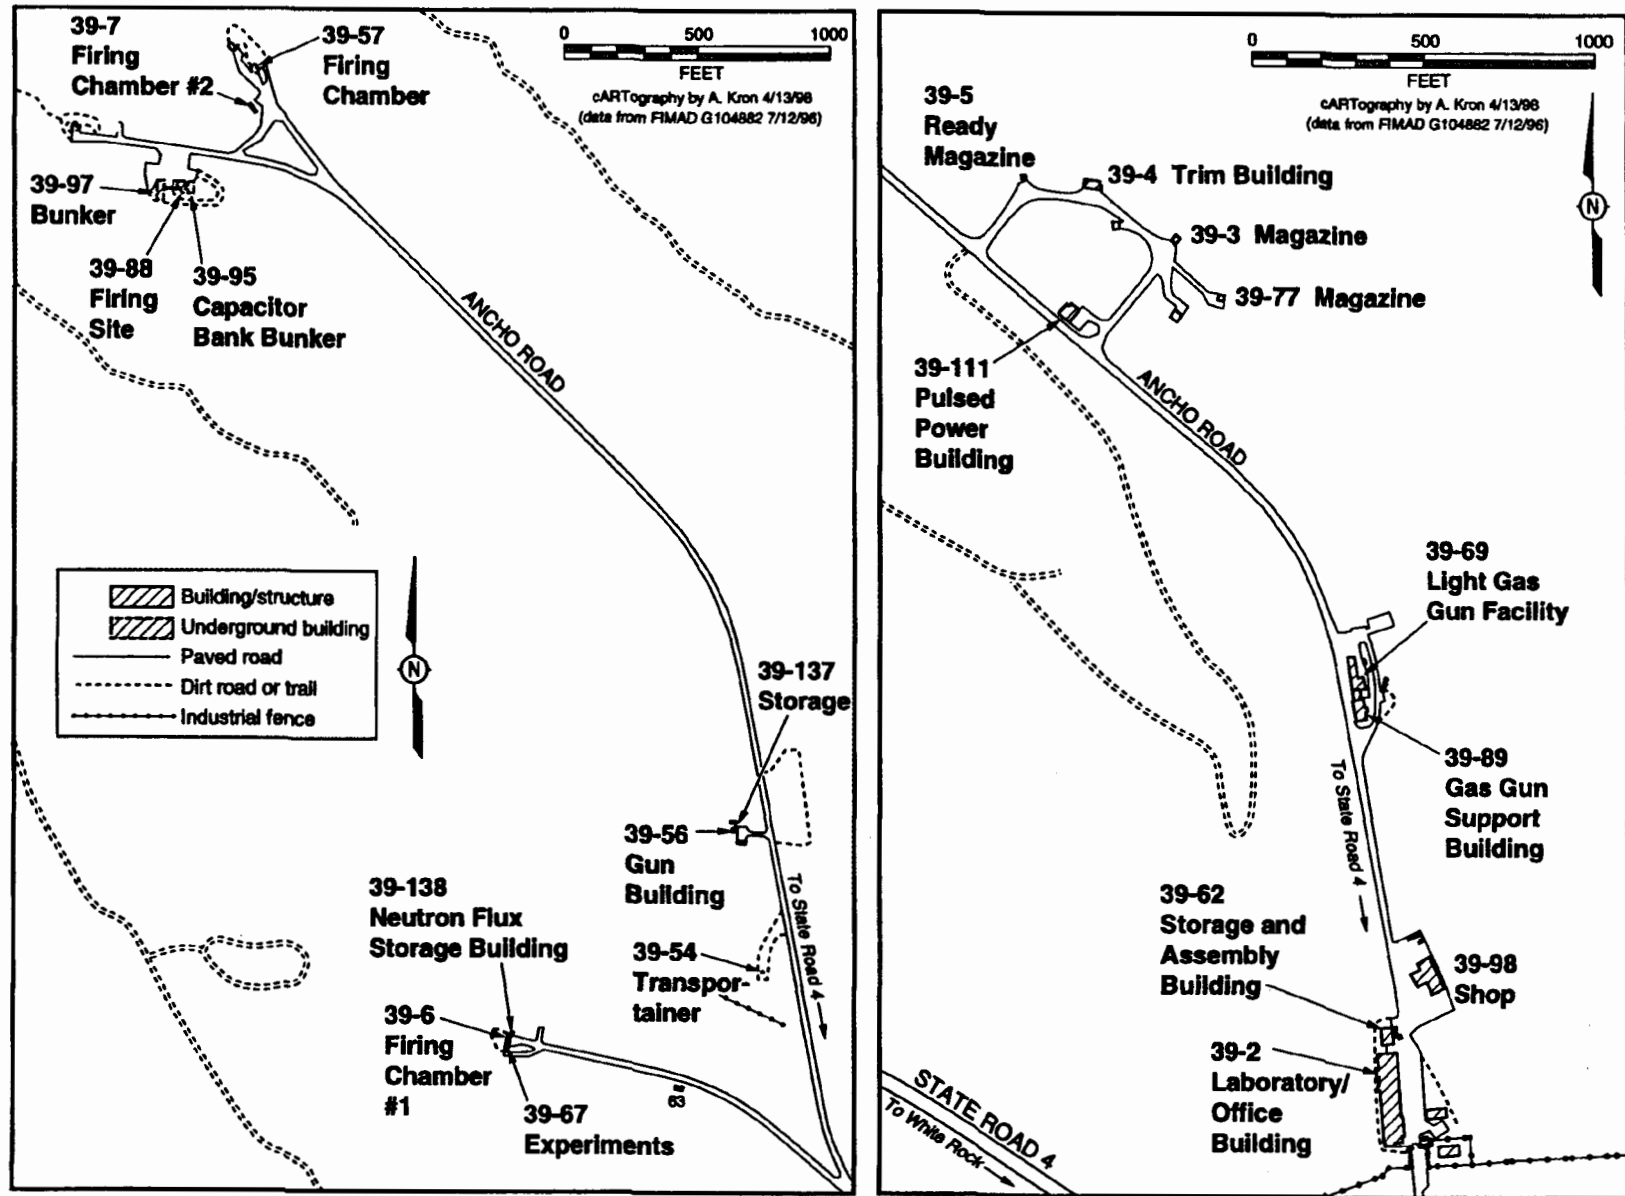 39-7
Firing
Chamber #2
39-57
Firing
Chamber
0 500 1000
FEET
cARTography by A. Kron 4/13/98
(data from FIMAD G104882 7/12/96)
39-97
Bunker
39-88
Firing
Site
39-95
Capacitor
Bank Bunker
ANCHO ROAD
Building/structure
Underground building
Paved road
Dirt road or trail
Industrial fence
N
39-137
Storage
39-56
Gun
Building
39-138
Neutron Flux
Storage Building
To State Road 4
39-54
Transpor-
tainer
39-6
Firing
Chamber
#1
63
39-67
Experiments
0 500 1000
FEET
cARTography by A. Kron 4/13/98
(data from FIMAD G104882 7/12/96)
N
39-5
Ready
Magazine
39-4 Trim Building
39-3 Magazine
39-77 Magazine
39-111
Pulsed
Power
Building
ANCHO ROAD
39-69
Light Gas
Gun Facility
39-89
Gas Gun
Support
Building
To State Road 4
39-62
Storage and
Assembly
Building
39-98
Shop
39-2
Laboratory/
Office
Building
STATE ROAD 4
To White Rock